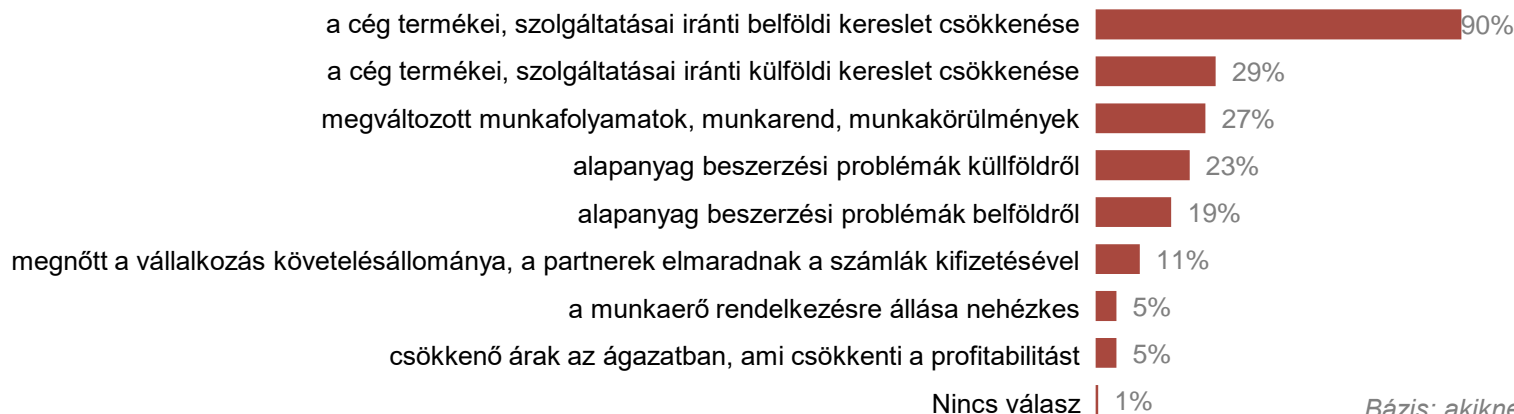 a cég termékei, szolgáltatásai iránti belföldi kereslet csökkenése 90%
a cég termékei, szolgáltatásai iránti külföldi kereslet csökkenése 29%
megváltozott munkafolyamatok, munkarend, munkakörülmények 27%
alapanyag beszerzési problémák küllföldről 23%
alapanyag beszerzési problémák belföldről 19%
megnőtt a vállalkozás követelésállománya, a partnerek elmaradnak a számlák kifizetésével 11%
a munkaerő rendelkezésre állása nehézkes 5%
csökkenő árak az ágazatban, ami csökkenti a profitabilitást 5%
Nincs válasz 1%
Bázis: